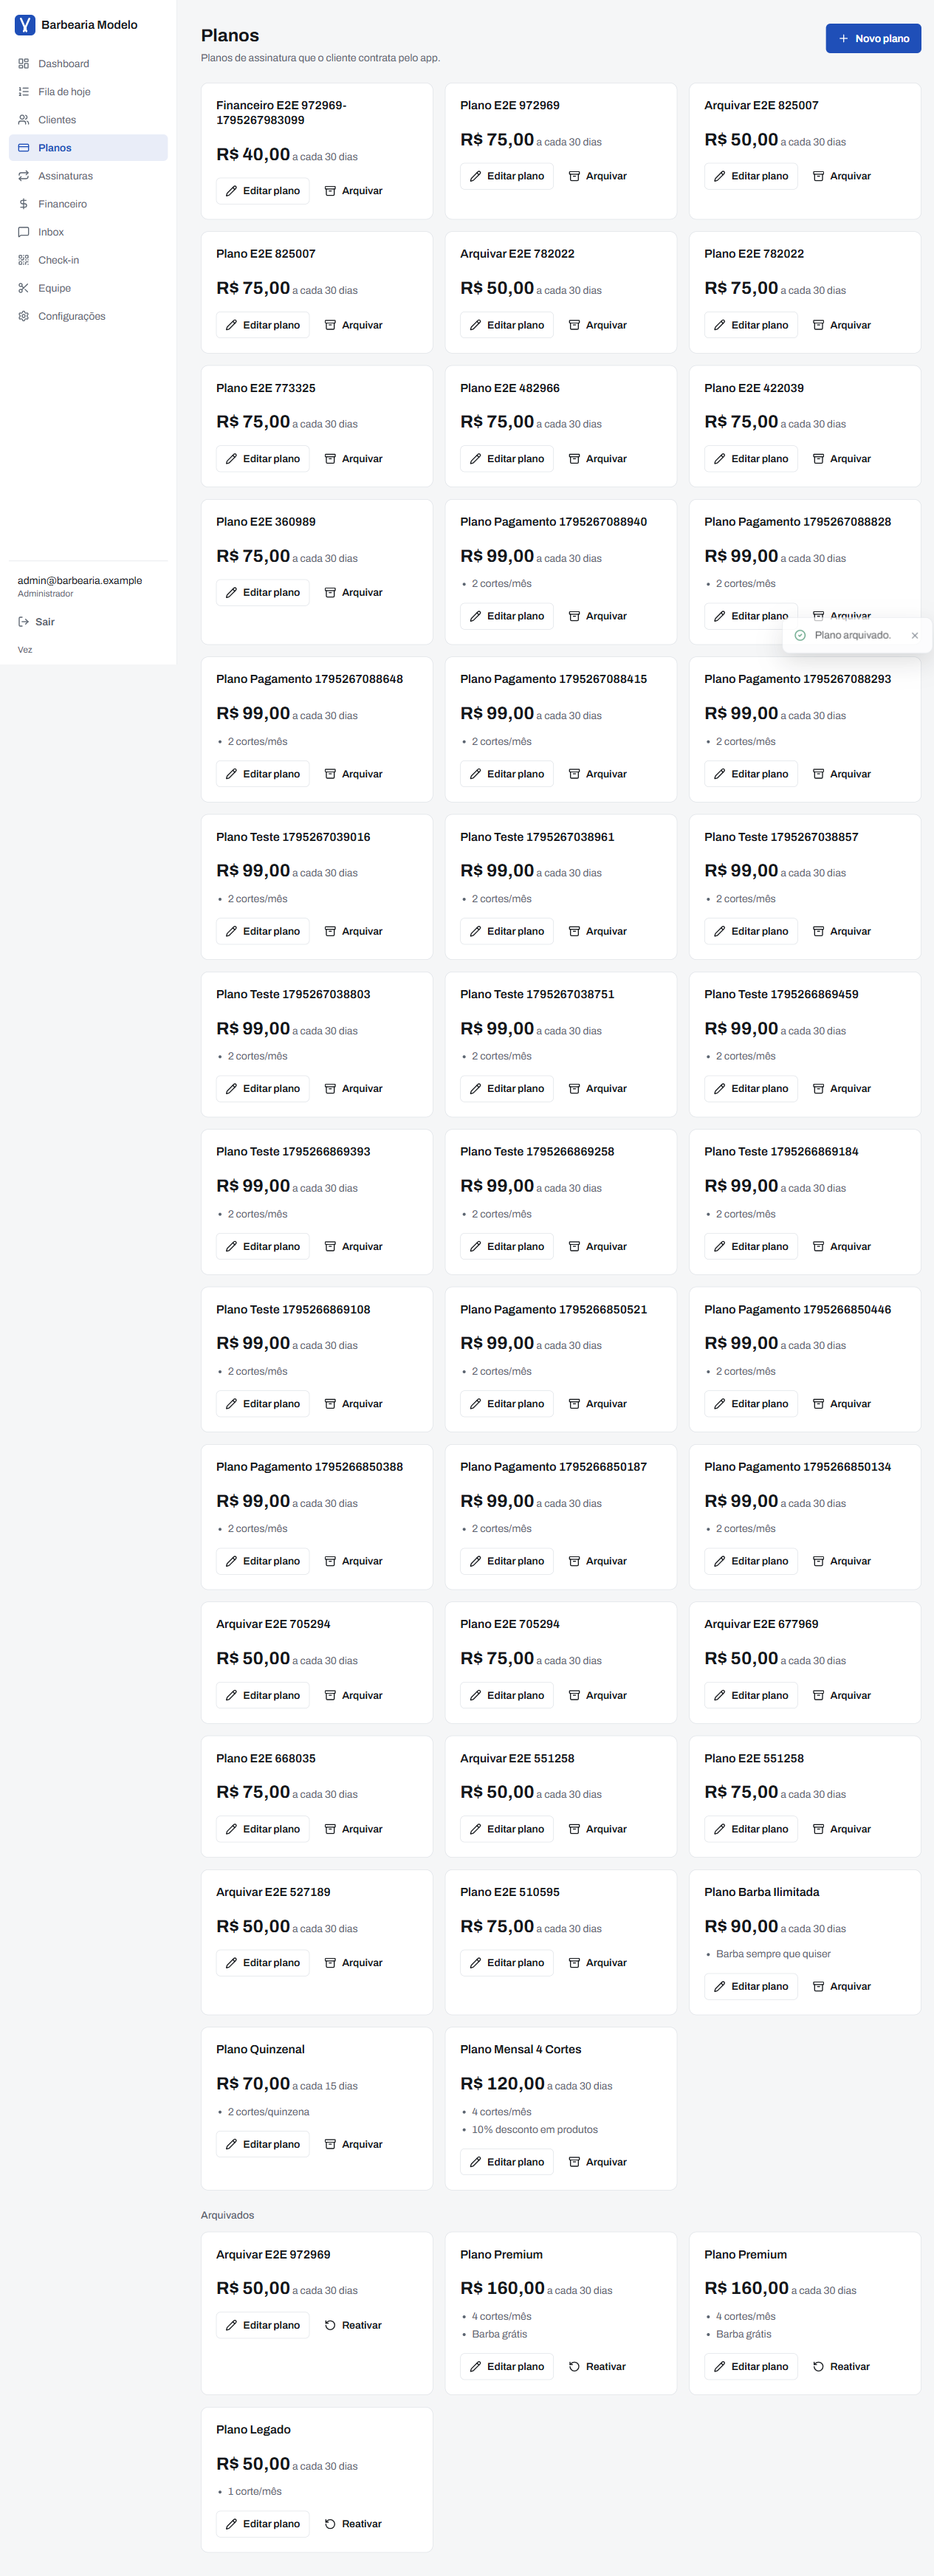 Barbearia Modelo
Dashboard
Fila de hoje
Clientes
Planos
Assinaturas
Financeiro
Inbox
Check-in
Equipe
Configurações
admin@barbearia.example
Administrador
Sair
Vez
Planos
Planos de assinatura que o cliente contrata pelo app.
Novo plano
Financeiro E2E 972969-
1795267983099
R$ 40,00 a cada 30 dias
Editar plano Arquivar
Plano E2E 972969
R$ 75,00 a cada 30 dias
Editar plano Arquivar
Arquivar E2E 825007
R$ 50,00 a cada 30 dias
Editar plano Arquivar
Plano E2E 825007
R$ 75,00 a cada 30 dias
Editar plano Arquivar
Arquivar E2E 782022
R$ 50,00 a cada 30 dias
Editar plano Arquivar
Plano E2E 782022
R$ 75,00 a cada 30 dias
Editar plano Arquivar
Plano E2E 773325
R$ 75,00 a cada 30 dias
Editar plano Arquivar
Plano E2E 482966
R$ 75,00 a cada 30 dias
Editar plano Arquivar
Plano E2E 422039
R$ 75,00 a cada 30 dias
Editar plano Arquivar
Plano E2E 360989
R$ 75,00 a cada 30 dias
Editar plano Arquivar
Plano Pagamento 1795267088940
R$ 99,00 a cada 30 dias
• 2 cortes/mês
Editar plano Arquivar
Plano Pagamento 1795267088828
R$ 99,00 a cada 30 dias
• 2 cortes/mês
Editar plano Arquivar
Plano arquivado.
Plano Pagamento 1795267088648
R$ 99,00 a cada 30 dias
• 2 cortes/mês
Editar plano Arquivar
Plano Pagamento 1795267088415
R$ 99,00 a cada 30 dias
• 2 cortes/mês
Editar plano Arquivar
Plano Pagamento 1795267088293
R$ 99,00 a cada 30 dias
• 2 cortes/mês
Editar plano Arquivar
Plano Teste 1795267039016
R$ 99,00 a cada 30 dias
• 2 cortes/mês
Editar plano Arquivar
Plano Teste 1795267038961
R$ 99,00 a cada 30 dias
• 2 cortes/mês
Editar plano Arquivar
Plano Teste 1795267038857
R$ 99,00 a cada 30 dias
• 2 cortes/mês
Editar plano Arquivar
Plano Teste 1795267038803
R$ 99,00 a cada 30 dias
• 2 cortes/mês
Editar plano Arquivar
Plano Teste 1795267038751
R$ 99,00 a cada 30 dias
• 2 cortes/mês
Editar plano Arquivar
Plano Teste 1795266869459
R$ 99,00 a cada 30 dias
• 2 cortes/mês
Editar plano Arquivar
Plano Teste 1795266869393
R$ 99,00 a cada 30 dias
• 2 cortes/mês
Editar plano Arquivar
Plano Teste 1795266869258
R$ 99,00 a cada 30 dias
• 2 cortes/mês
Editar plano Arquivar
Plano Teste 1795266869184
R$ 99,00 a cada 30 dias
• 2 cortes/mês
Editar plano Arquivar
Plano Teste 1795266869108
R$ 99,00 a cada 30 dias
• 2 cortes/mês
Editar plano Arquivar
Plano Pagamento 1795266850521
R$ 99,00 a cada 30 dias
• 2 cortes/mês
Editar plano Arquivar
Plano Pagamento 1795266850446
R$ 99,00 a cada 30 dias
• 2 cortes/mês
Editar plano Arquivar
Plano Pagamento 1795266850388
R$ 99,00 a cada 30 dias
• 2 cortes/mês
Editar plano Arquivar
Plano Pagamento 1795266850187
R$ 99,00 a cada 30 dias
• 2 cortes/mês
Editar plano Arquivar
Plano Pagamento 1795266850134
R$ 99,00 a cada 30 dias
• 2 cortes/mês
Editar plano Arquivar
Arquivar E2E 705294
R$ 50,00 a cada 30 dias
Editar plano Arquivar
Plano E2E 705294
R$ 75,00 a cada 30 dias
Editar plano Arquivar
Arquivar E2E 677969
R$ 50,00 a cada 30 dias
Editar plano Arquivar
Plano E2E 668035
R$ 75,00 a cada 30 dias
Editar plano Arquivar
Arquivar E2E 551258
R$ 50,00 a cada 30 dias
Editar plano Arquivar
Plano E2E 551258
R$ 75,00 a cada 30 dias
Editar plano Arquivar
Arquivar E2E 527189
R$ 50,00 a cada 30 dias
Editar plano Arquivar
Plano E2E 510595
R$ 75,00 a cada 30 dias
Editar plano Arquivar
Plano Barba Ilimitada
R$ 90,00 a cada 30 dias
• Barba sempre que quiser
Editar plano Arquivar
Plano Quinzenal
R$ 70,00 a cada 15 dias
• 2 cortes/quinzena
Editar plano Arquivar
Plano Mensal 4 Cortes
R$ 120,00 a cada 30 dias
• 4 cortes/mês
• 10% desconto em produtos
Editar plano Arquivar
Arquivados
Arquivar E2E 972969
R$ 50,00 a cada 30 dias
Editar plano Reativar
Plano Premium
R$ 160,00 a cada 30 dias
• 4 cortes/mês
• Barba grátis
Editar plano Reativar
Plano Premium
R$ 160,00 a cada 30 dias
• 4 cortes/mês
• Barba grátis
Editar plano Reativar
Plano Legado
R$ 50,00 a cada 30 dias
• 1 corte/mês
Editar plano Reativar